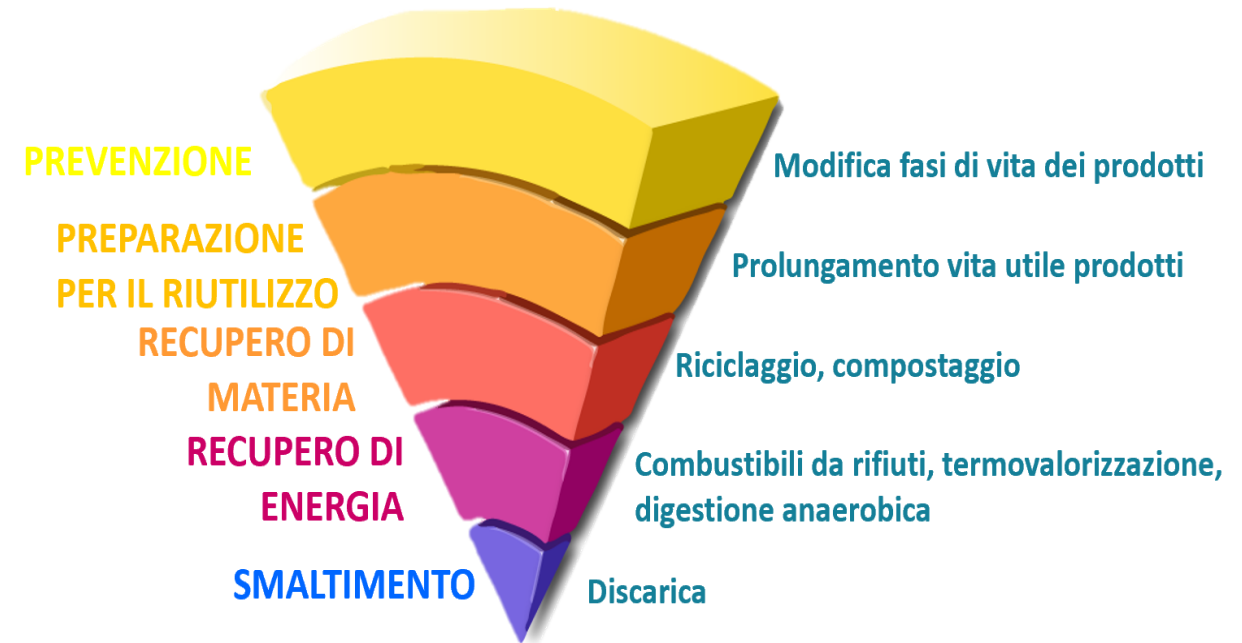 PREVENZIONE
Modifica fasi di vita dei prodotti
PREPARAZIONE
PER IL RIUTILIZZO
Prolungamento vita utile prodotti
RECUPERO DI
MATERIA
Riciclaggio, compostaggio
RECUPERO DI
ENERGIA
Combustibili da rifiuti, termovalorizzazione,
digestione anaerobica
SMALTIMENTO
Discarica